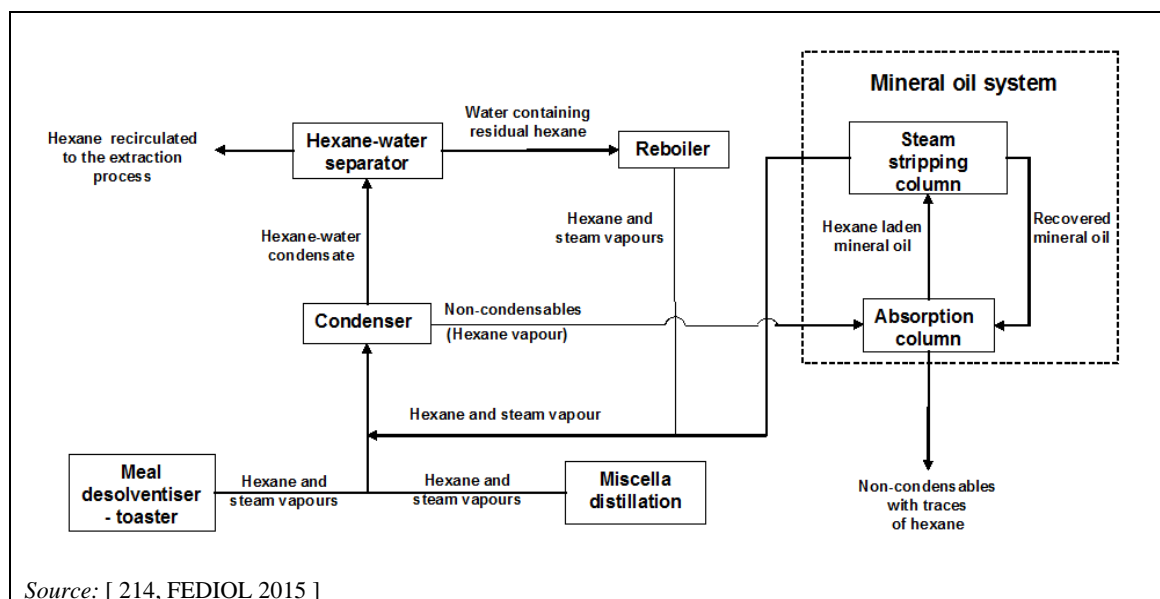 Mineral oil system
Water containing
residual hexane
Hexane recirculated
to the extraction
process
Hexane-water
separator
Reboiler
Steam
stripping
column
Hexane and
steam vapours
Hexane laden
mineral oil
Recovered
mineral oil
Hexane-water
condensate
Condenser
Non-condensables
(Hexane vapour)
Absorption
column
Hexane and steam vapour
Meal
desolventiser
- toaster
Hexane and
steam vapours
Hexane and
steam vapours
Miscella
distillation
Non-condensables
with traces
of hexane
Source: [ 214, FEDIOL 2015 ]